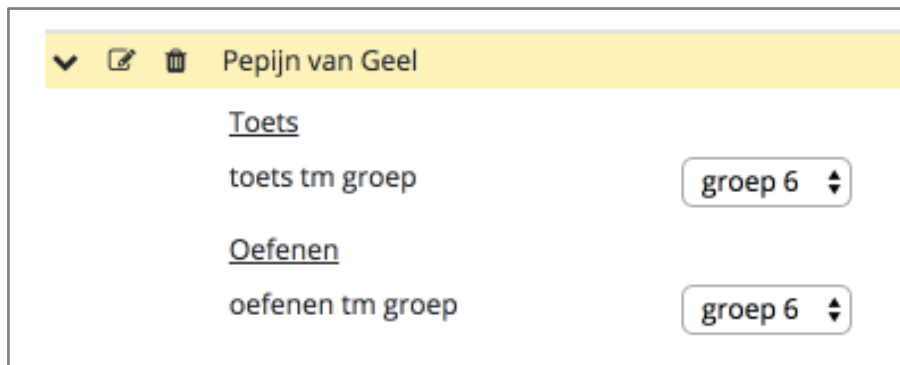 Pepijn van Geel
Toets
toets tm groep groep 6
Oefenen
oefenen tm groep groep 6